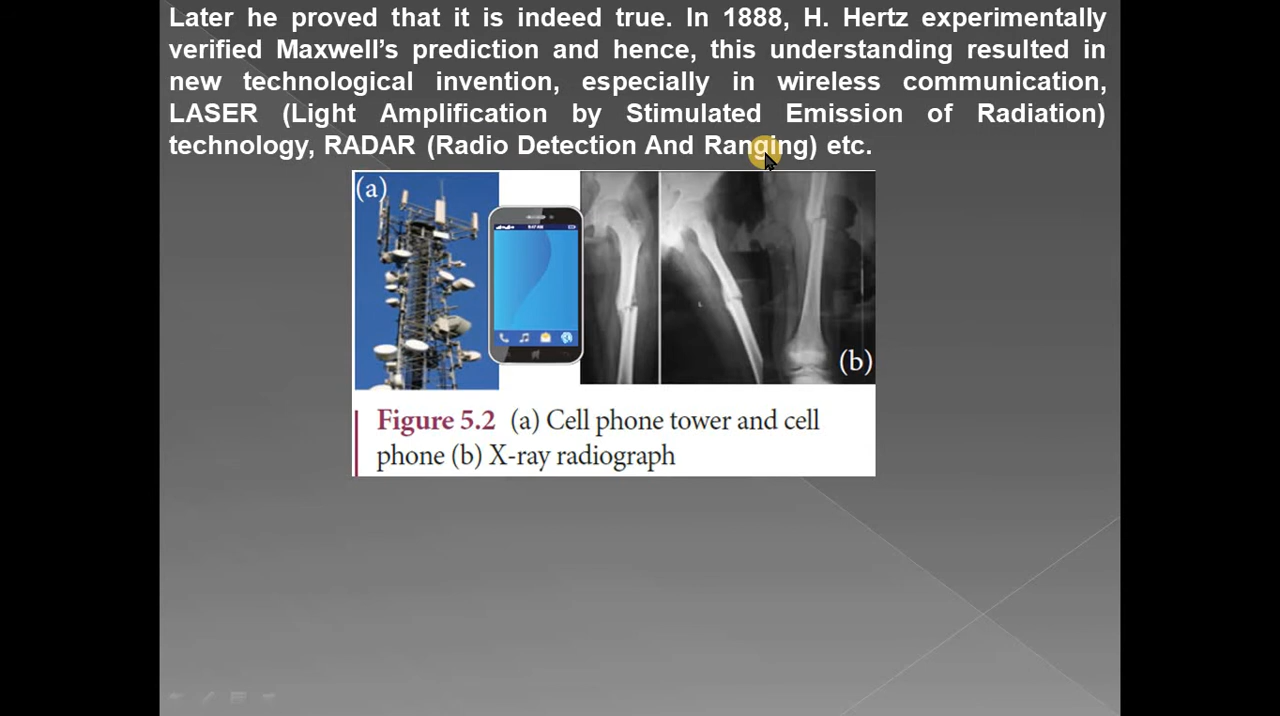 Later he proved that it is indeed true. In 1888, H. Hertz experimentally
verified Maxwell’s prediction and hence, this understanding resulted in
new technological invention, especially in wireless communication,
LASER (Light Amplification by Stimulated Emission of Radiation)
technology, RADAR (Radio Detection And Ranging) etc.
(a)
(b)
Figure 5.2 (a) Cell phone tower and cell
phone (b) X-ray radiograph